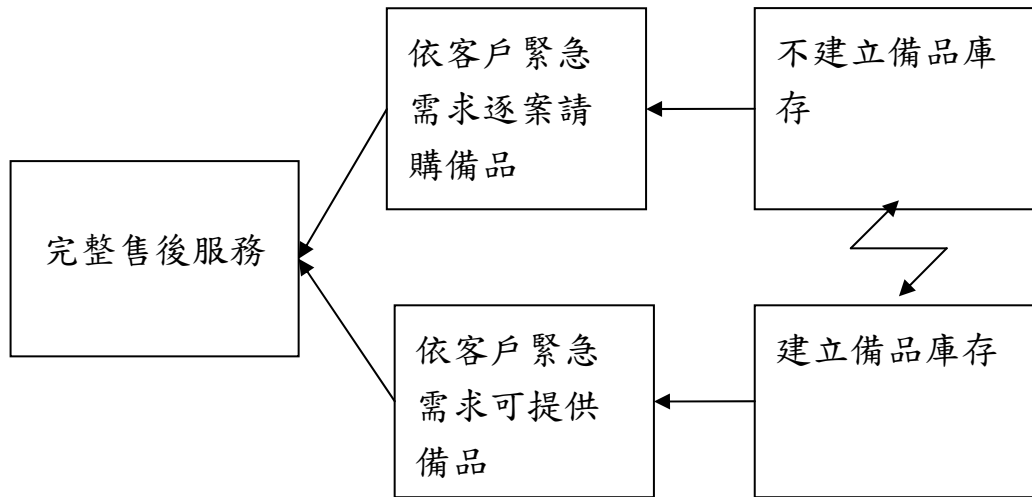 依客戶緊急
需求逐案請
購備品
不建立備品庫
存
完整售後服務
依客戶緊急
需求可提供
備品
建立備品庫存